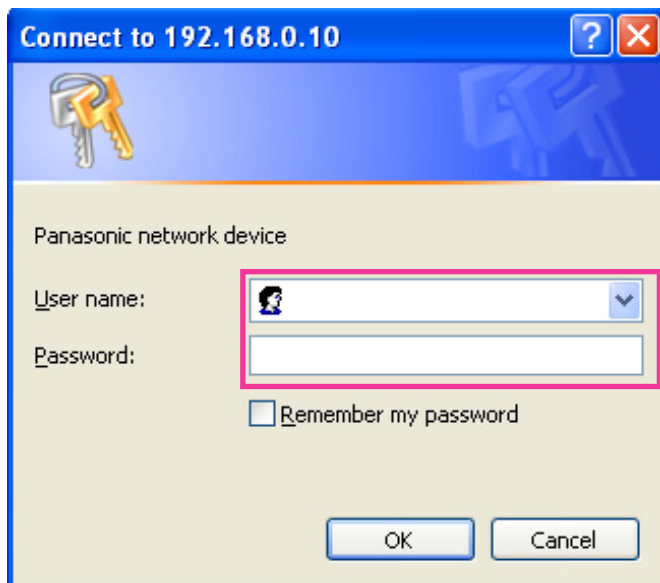 Connect to 192.168.0.10
Panasonic network device
User name:
Password:
Remember my password
OK Cancel